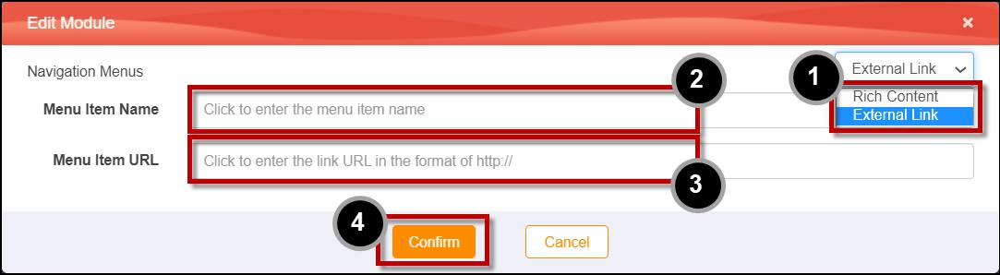 Edit Module
×
Navigation Menus
External Link
1
Rich Content
External Link
2
Menu Item Name
Click to enter the menu item name
Menu Item URL
Click to enter the link URL in the format of http://
3
4
Confirm
Cancel